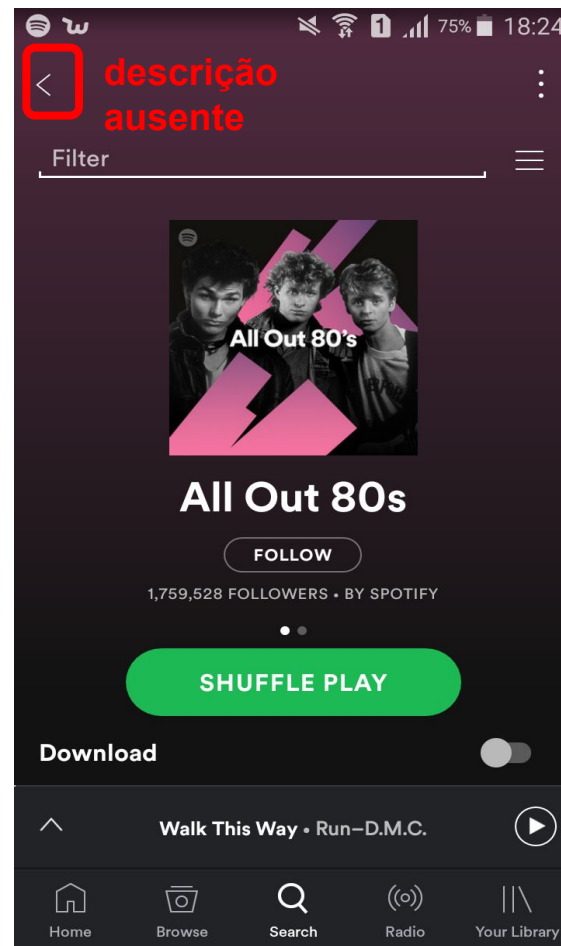 1 75% 18:24
descrição
ausente
Filter
All Out 80's
All Out 80s
FOLLOW
1,759,528 FOLLOWERS • BY SPOTIFY
SHUFFLE PLAY
Download
Walk This Way • Run–D.M.C.
Home Browse Search Radio Your Library